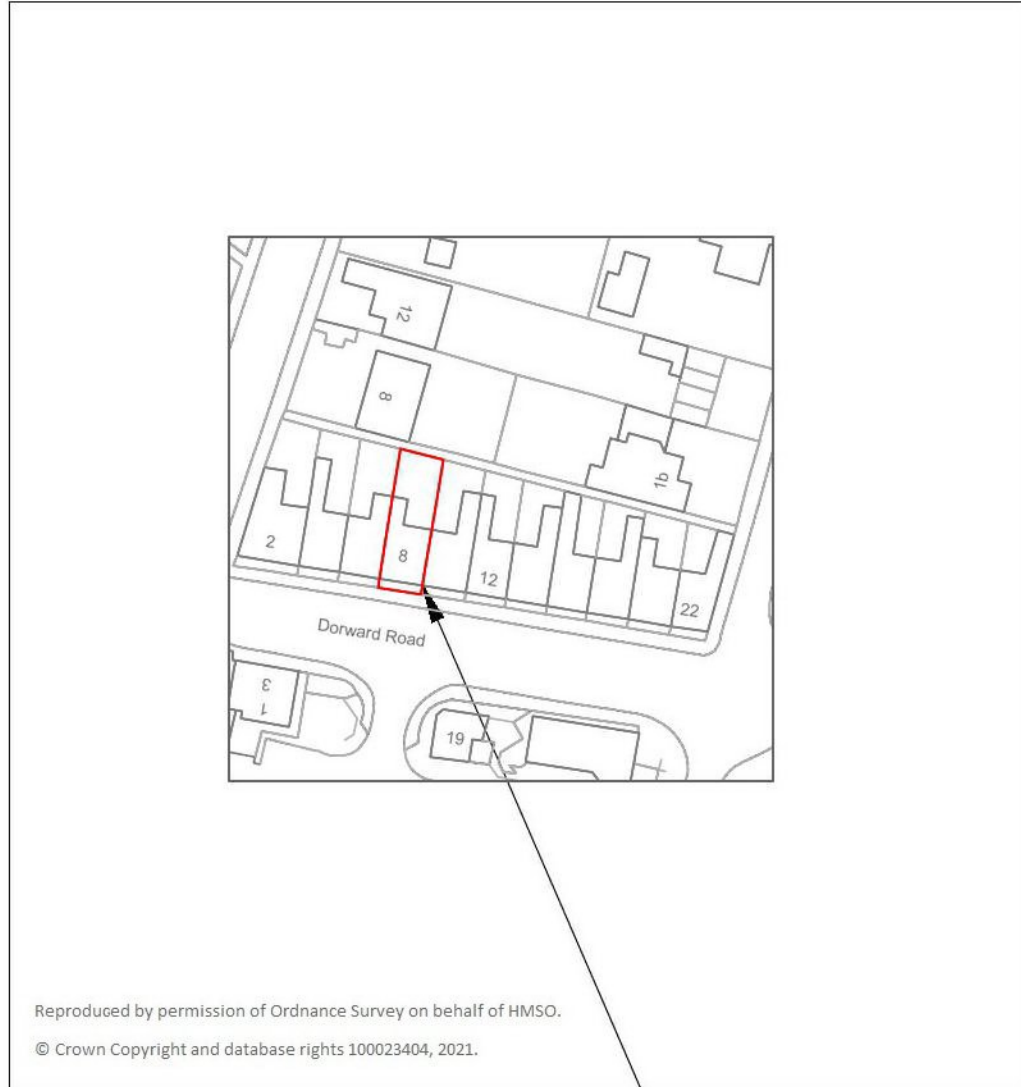 12
8
1b
2
8
12
22
Dorward Road
3
1
19
Reproduced by permission of Ordnance Survey on behalf of HMSO.
© Crown Copyright and database rights 100023404, 2021.